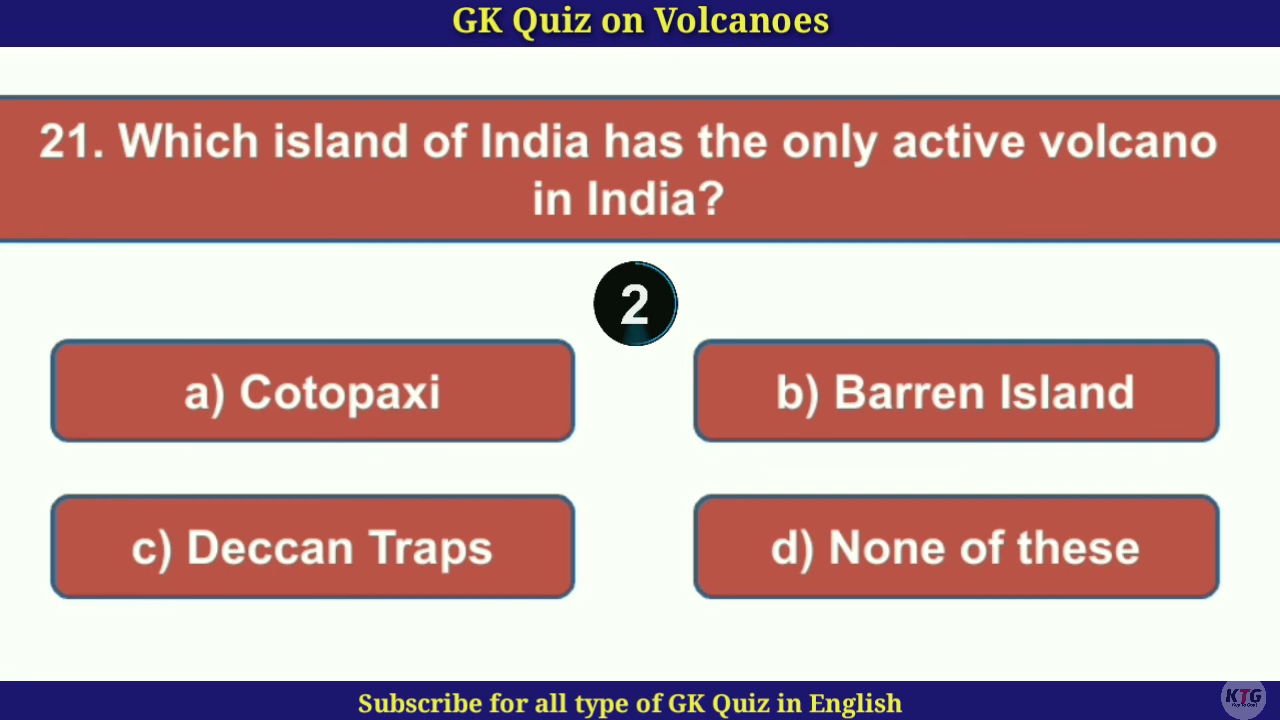 GK Quiz on Volcanoes
21. Which island of India has the only active volcano
in India?
2
a) Cotopaxi
b) Barren Island
c) Deccan Traps
d) None of these
Subscribe for all type of GK Quiz in English
KTG